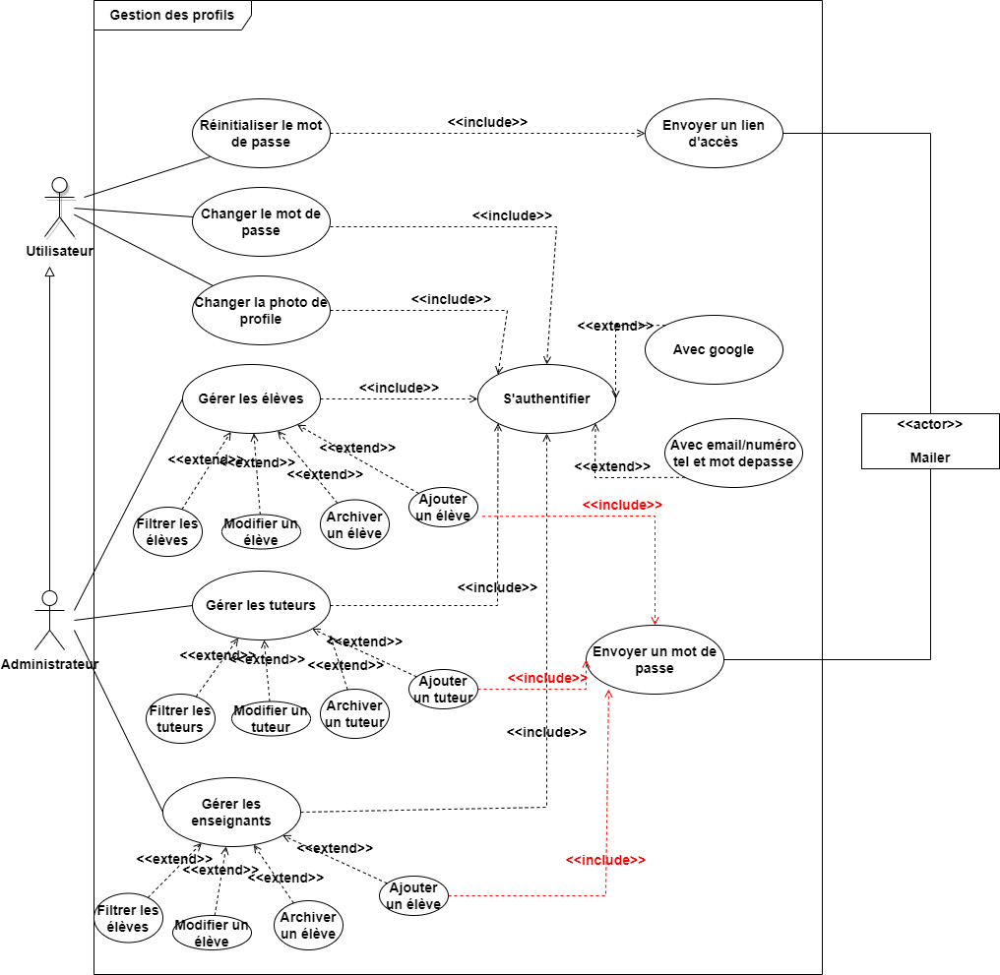 Gestion des profils
Réinitialiser le mot
de passe
<<include>>
Envoyer un lien
d'accès
Utilisateur
Changer le mot de
passe
<<include>>
Changer la photo de
profile
<<include>>
<<extend>>
Avec google
Gérer les élèves
<<include>>
S'authentifier
<<actor>>
Mailer
Avec email/numéro
tel et mot depasse
<<extend>>
<<extend>>
<<extend>>
<<extend>>
<<extend>>
Filtrer les
élèves
Modifier un
élève
Archiver
un élève
Ajouter
un élève
<<include>>
Administrateur
Gérer les tuteurs
<<include>>
<<extend>>
<<extend>>
<<extend>>
<<extend>>
Filtrer les
tuteurs
Modifier un
tuteur
Archiver
un tuteur
Ajouter
un tuteur
<<include>>
Envoyer un mot de
passe
<<include>>
Gérer les
enseignants
<<extend>>
<<extend>>
<<extend>>
<<extend>>
<<include>>
Filtrer les
élèves
Modifier un
élève
Archiver
un élève
Ajouter
un élève